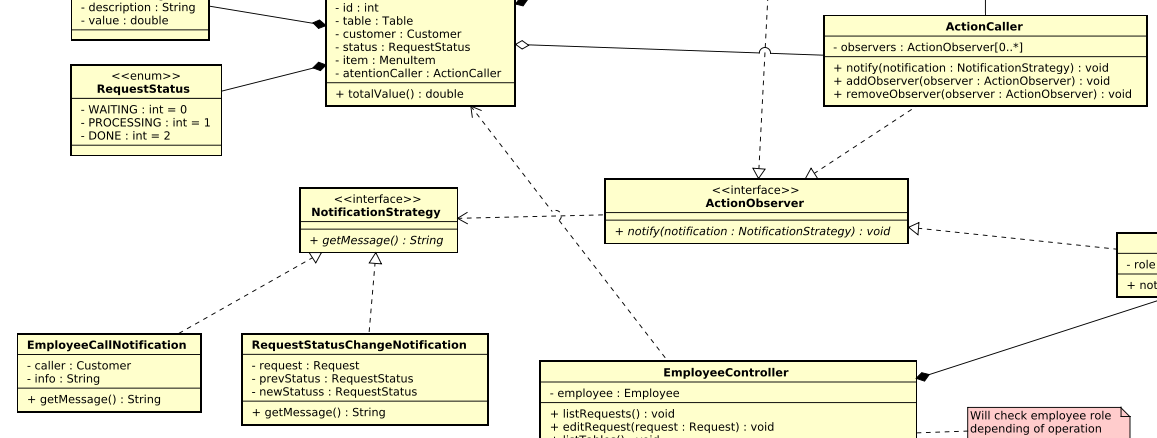 - description : String
- value : double
- id : int
- table : Table
- customer : Customer
- status : RequestStatus
- item : MenuItem
- atentionCaller : ActionCaller
+ totalValue() : double
ActionCaller
- observers : ActionObserver[0..*]
+ notify(notification : NotificationStrategy) : void
+ addObserver(observer : ActionObserver) : void
+ removeObserver(observer : ActionObserver) : void
<<enum>>
RequestStatus
- WAITING : int = 0
- PROCESSING : int = 1
- DONE : int = 2
<<interface>>
NotificationStrategy
+ getMessage() : String
<<interface>>
ActionObserver
+ notify(notification : NotificationStrategy) : void
- role
+ not
EmployeeCallNotification
- caller : Customer
- info : String
+ getMessage() : String
RequestStatusChangeNotification
- request : Request
- prevStatus : RequestStatus
- newStatuss : RequestStatus
+ getMessage() : String
EmployeeController
- employee : Employee
+ listRequests() : void
+ editRequest(request : Request) : void
Will check employee role
depending of operation